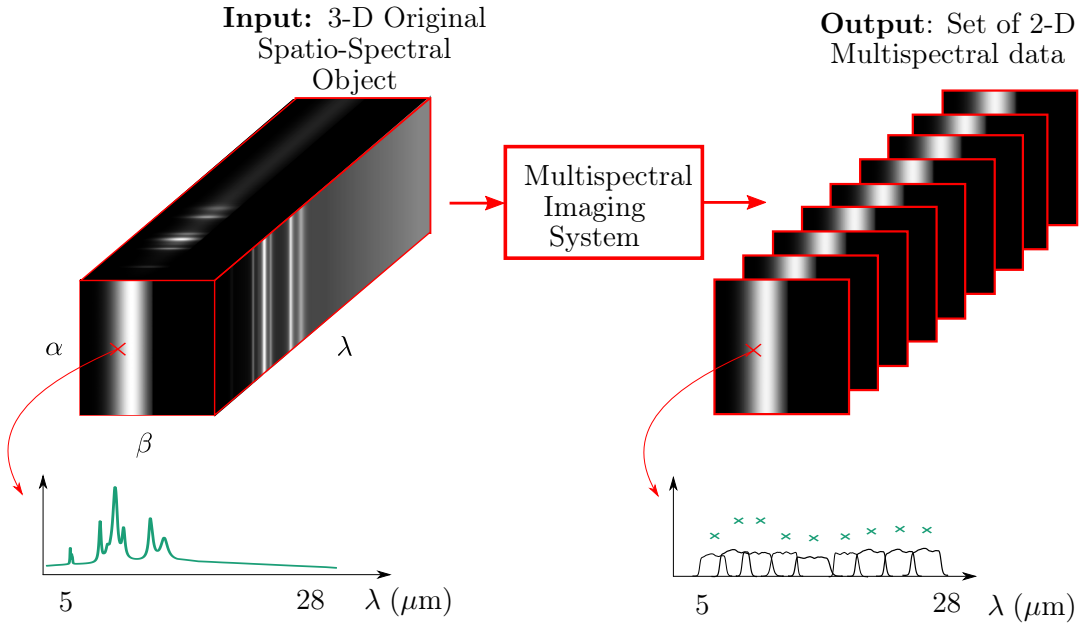 Input: 3-D Original
Spatio-Spectral
Object
Output: Set of 2-D
Multispectral data
Multispectral
Imaging
System
α
λ
β
5
28
λ (μm)
5
28
λ (μm)